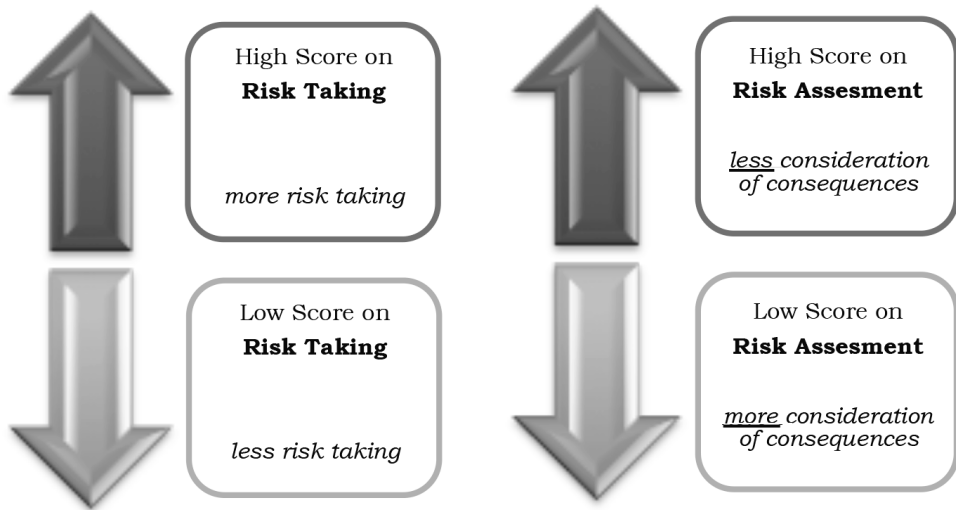 High Score on
Risk Taking
more risk taking
High Score on
Risk Assesment
less consideration
of consequences
Low Score on
Risk Taking
less risk taking
Low Score on
Risk Assesment
more consideration
of consequences